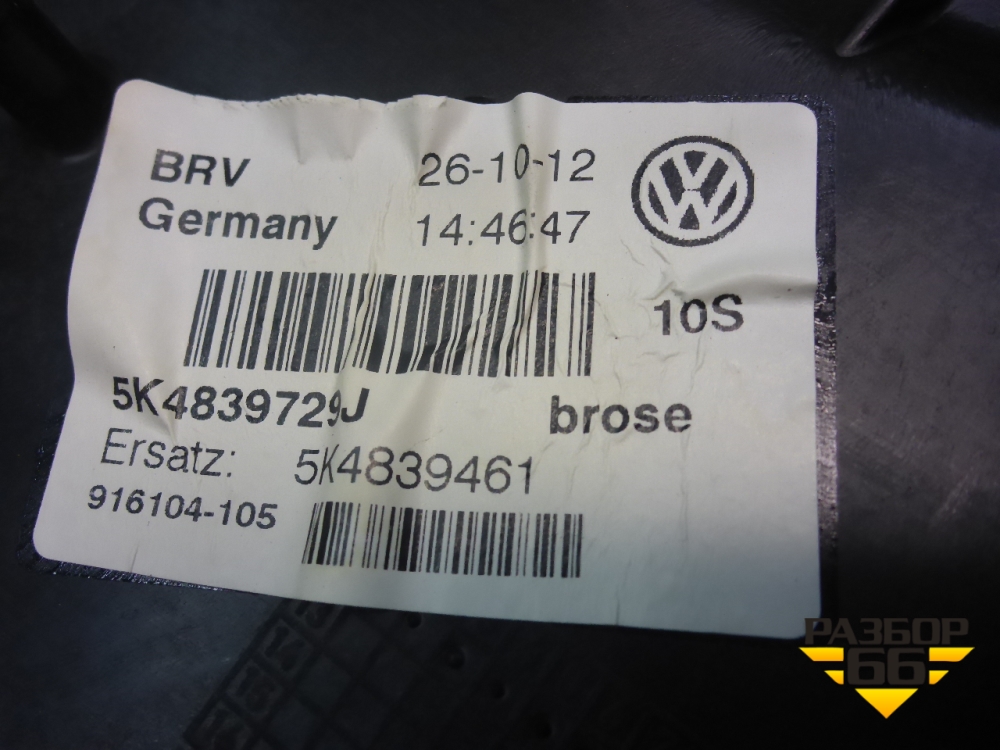 BRV 26-10-12
Germany 14:46:47
10S
5K4839729J brose
Ersatz: 5K4839461
916104-105
РАЗБОР
66